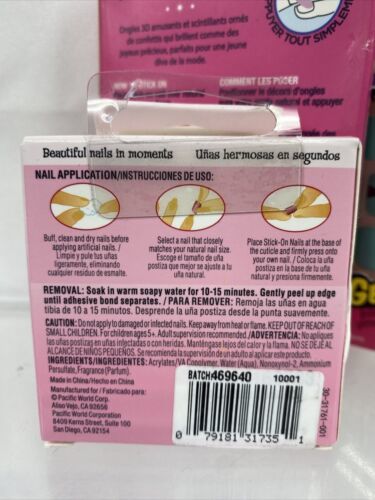 Ongles 3D amusants et scintillants ornés
de confettis qui brillent comme des
joyeux précieux, parfaits pour une jeune
diva de la mode.
PUYER TOUT SIMPLEM
COMMENT LES POSER
Positionner le décors d'ongles
naturel et appuyer
Beautiful nails in moments
Uñas hermosas en segundos
NAIL APPLICATION/INSTRUCCIONES DE USO:
Buff, clean and dry nails before
applying artificial nails. /
Limpie y pule tus uñas
ligeramente, eliminando
cualquier residuo de esmalte.
Select a nail that closely
matches your natural nail size.
Escoge el tamaño de uña
postiza que mejor se ajuste a tu
uña natural.
Place Stick-On Nails at the base of
the cuticle and firmly press onto
your own nail. / Coloca la uña
postiza en la base de tu uña
natural y presiona firmemente.
REMOVAL: Soak in warm soapy water for 10-15 minutes. Gently peel up edge
until adhesive bond separates. / PARA REMOVER: Remoja las uñas en agua
tibia de 10 a 15 minutos. Desprende la uña postiza desde la punta suavemente.
CAUTION: Do not apply to damaged or infected nails. Keep away from heat or flame. KEEP OUT OF REACH OF
SMALL CHILDREN. For children ages 5+. Adult supervision recommended. /ADVERTENCIA: No apliques
las uñas postizas en uñas infectadas o con heridas. Manténgase lejos del calor y la flama. NO SE DEJE AL
ALCANCE DE NIÑOS PEQUEÑOS. Se recomienda la supervisión de un adulto al aplicar este producto.
INGREDIENTS/INGREDIENTES: Acrylates/VA Copolymer, Water (Aqua), Nonoxynol-2, Ammonium
Persulfate, Fragrance (Parfum).
Made in China/Hecho en China
Manufactured for / Fabricado para:
© Pacific World Corp.
Aliso Viejo, CA 92656
Pacific World Corporation
8409 Kerns Street, Suite 100
San Diego, CA 92154
BATCH469640
10001
0 79181 31735 1
30-31761-001